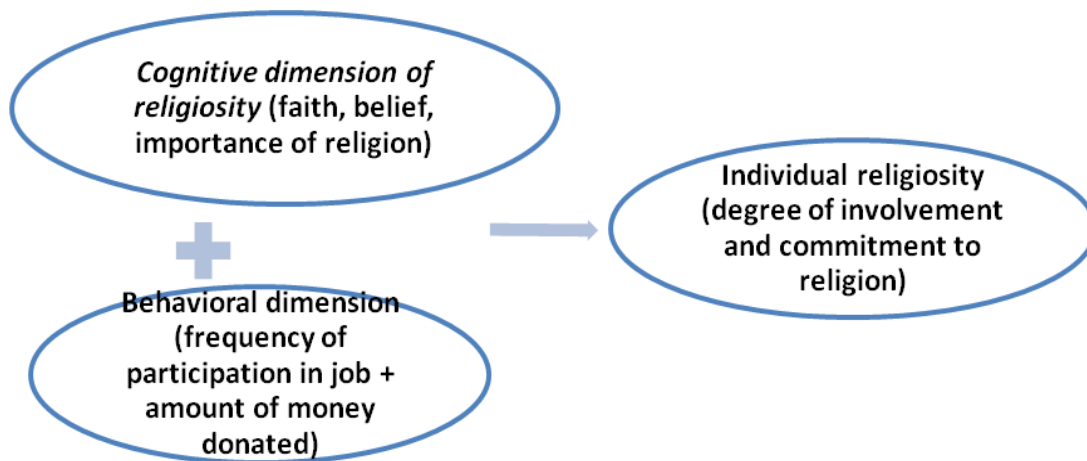 Cognitive dimension of
religiosity (faith, belief,
importance of religion)
Behavioral dimension
(frequency of
participation in job +
amount of money
donated)
Individual religiosity
(degree of involvement
and commitment to
religion)